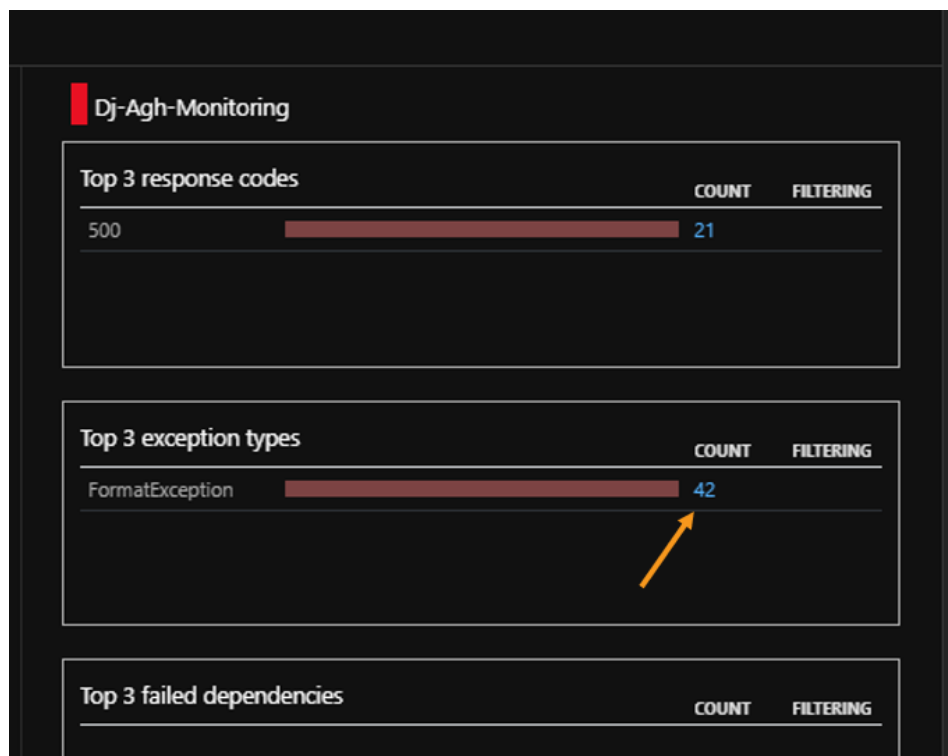 Dj-Agh-Monitoring
Top 3 response codes COUNT FILTERING
500 21
Top 3 exception types COUNT FILTERING
FormatException 42
Top 3 failed dependencies COUNT FILTERING